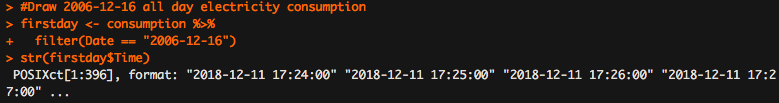 > #Draw 2006-12-16 all day electricity consumption
> firstday <- consumption %>%
+   filter(Date == "2006-12-16")
> str(firstday$Time)
 POSIXct[1:396], format: "2018-12-11 17:24:00" "2018-12-11 17:25:00" "2018-12-11 17:26:00" "2018-12-11 17:2
7:00" ...